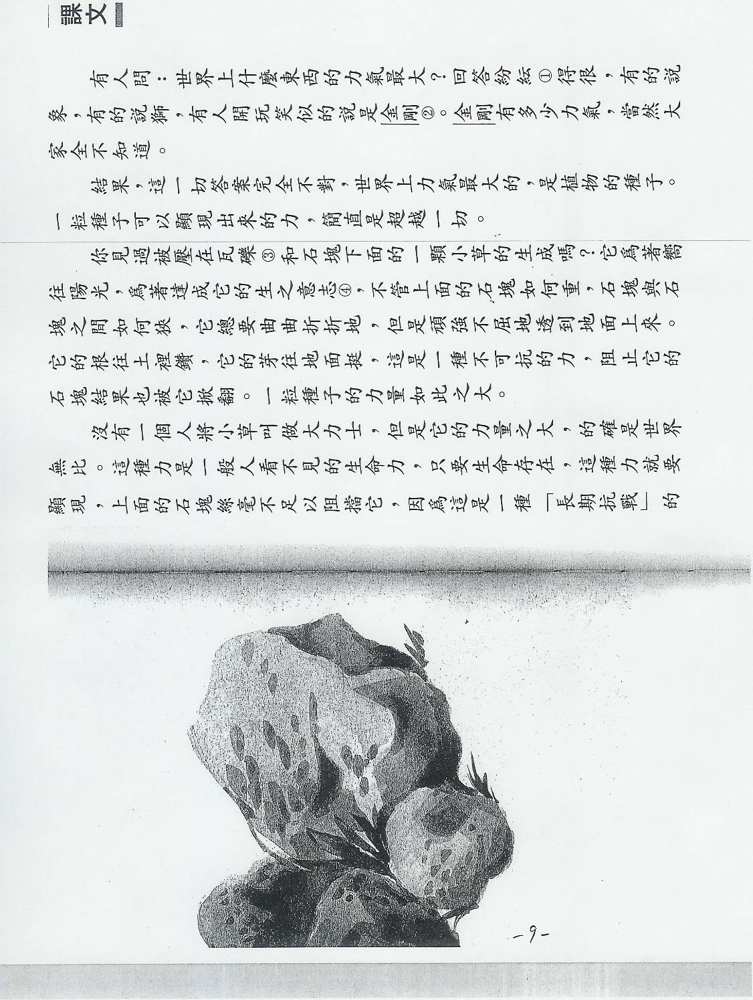 課文
有人問：世界上什麼東西的力氣最大？回答紛紜①得很，有的說
象，有的說獅，有人開玩笑似的說是金剛②。金剛有多少力氣，當然大
家全不知道。
結果，這一切答案完全不對，世界上力氣最大的，是植物的種子。
一粒種子可以顯現出來的力，簡直是超越一切。
你見過被壓在瓦礫③和石塊下面的一顆小草的生成嗎？它為著嚮
往陽光，為著達成它的生之意志④，不管上面的石塊如何重，石塊與石
塊之間如何狹，它總要曲曲折折地，但是頑強不屈地透到地面上來。
它的根往土裡鑽，它的芽往地面挺，這是一種不可抗的力，阻止它的
石塊結果也被它掀翻。一粒種子的力量如此之大。
沒有一個人將小草叫做大力士，但是它的力量之大，的確是世界
無比。這種力是一般人看不見的生命力，只要生命存在，這種力就要
顯現，上面的石塊絲毫不足以阻擋它，因為這是一種「長期抗戰」的
-9-